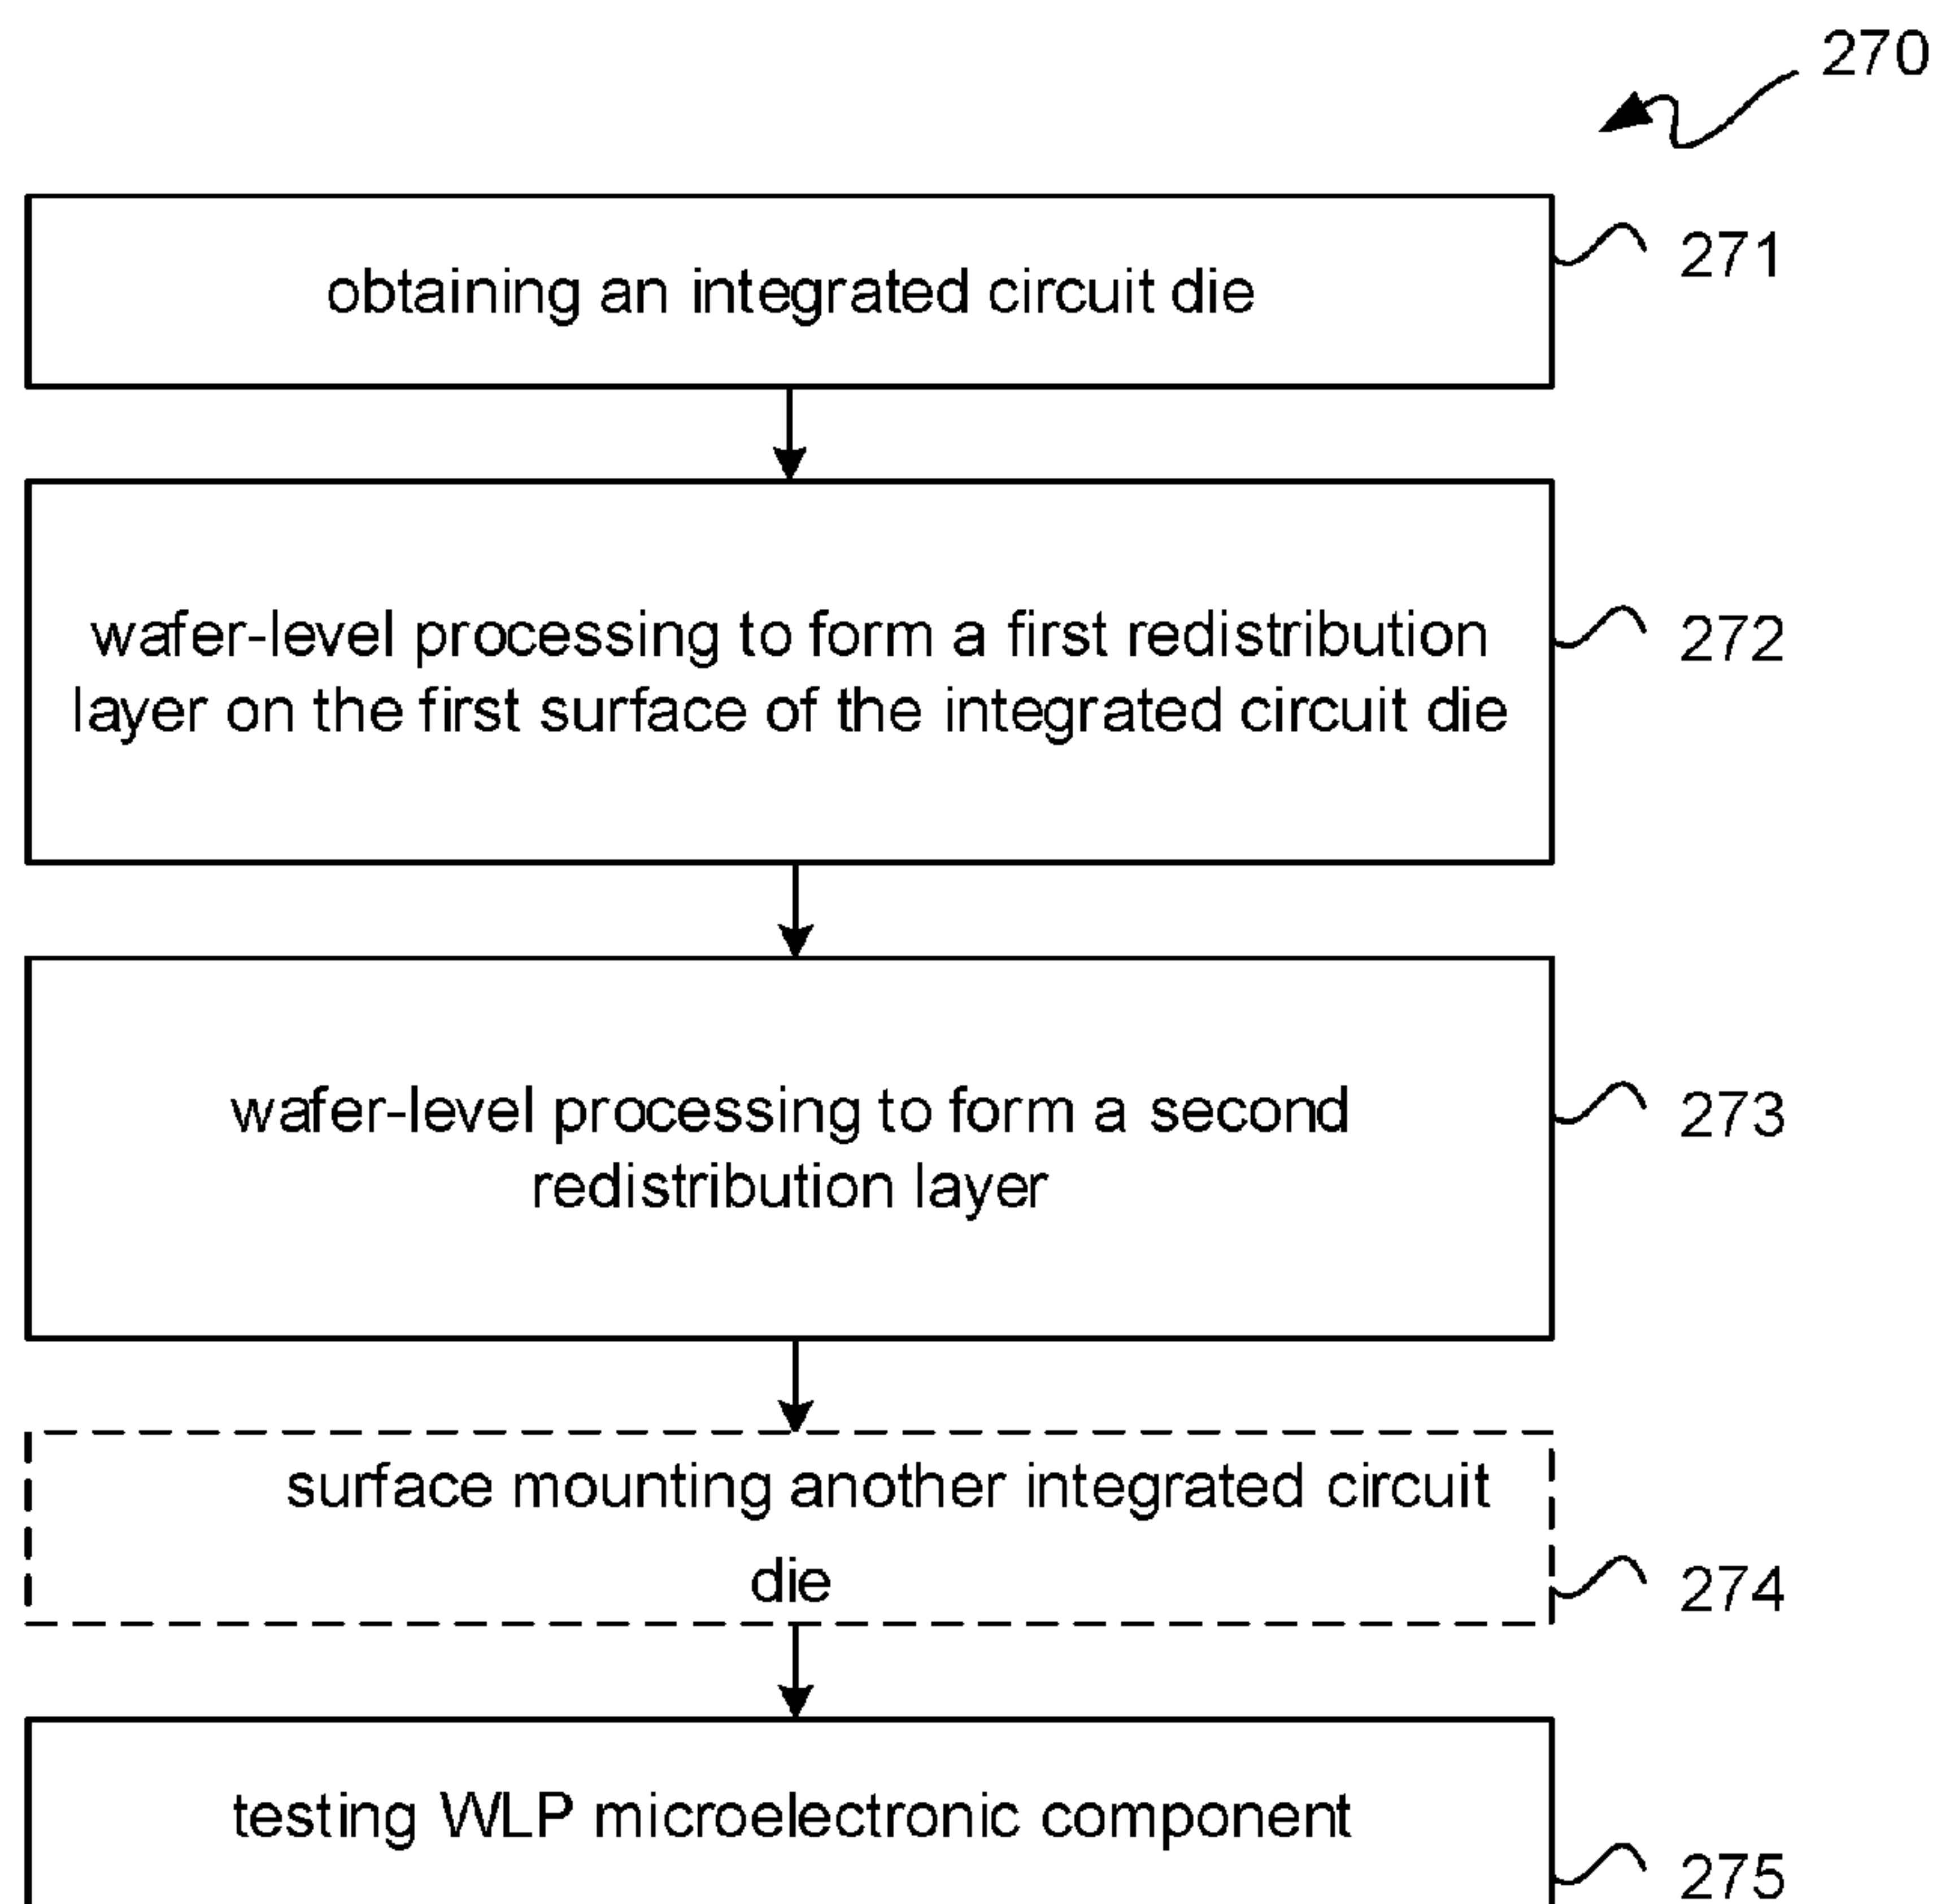 270
obtaining an integrated circuit die
271
wafer-level processing to form a first redistribution
layer on the first surface of the integrated circuit die
272
wafer-level processing to form a second
redistribution layer
273
surface mounting another integrated circuit
die
274
testing WLP microelectronic component
275